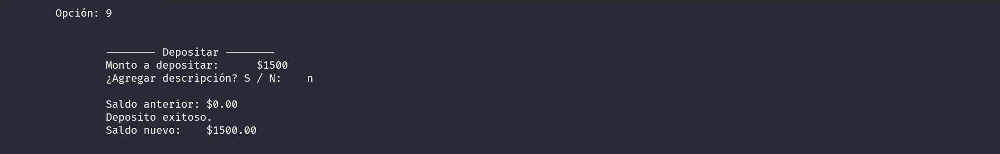 Opción: 9
-------- Depositar --------
Monto a depositar: $1500
¿Agregar descripción? S / N: n
Saldo anterior: $0.00
Deposito exitoso.
Saldo nuevo: $1500.00